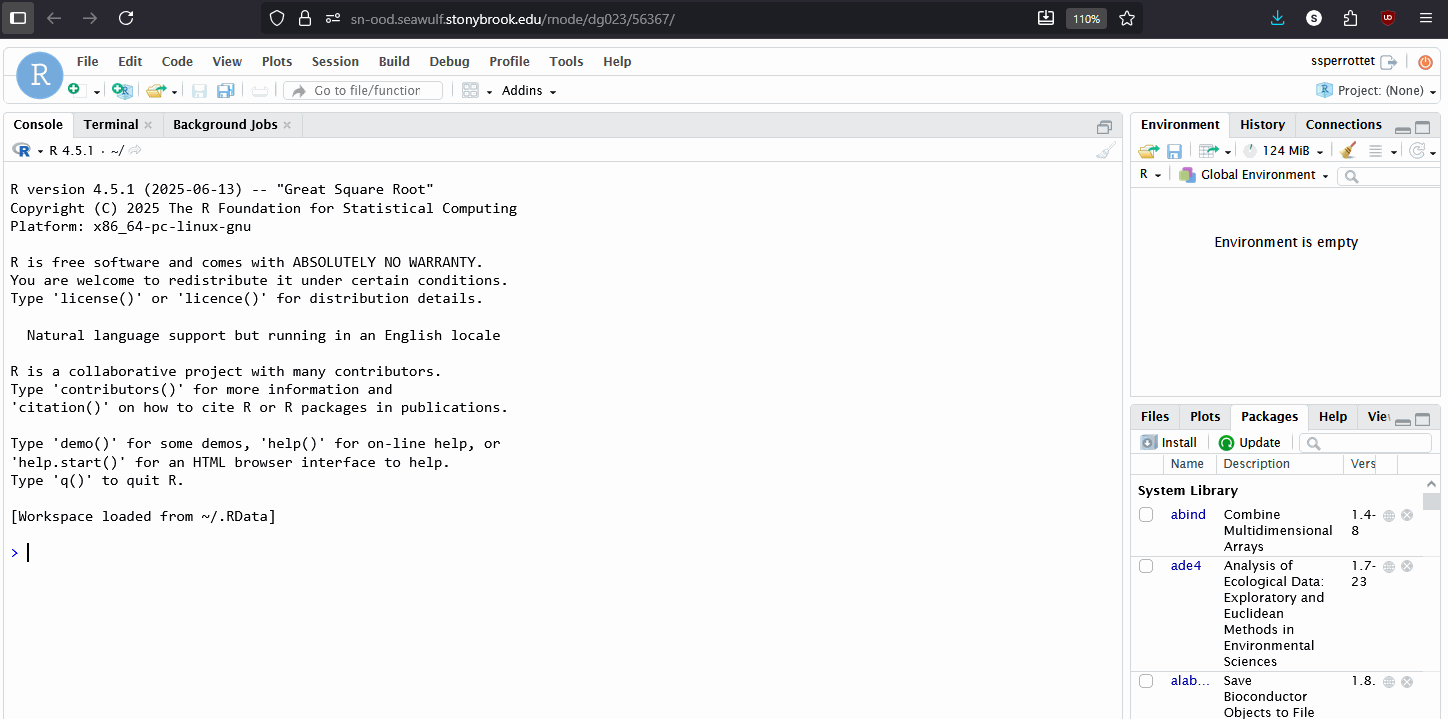 sn-ood.seawulf.stonybrook.edu/rnode/dg023/56367/
110%
S
UD
R
File Edit Code View Plots Session Build Debug Profile Tools Help
ssperrottet
Go to file/function
Addins
R Project: (None)
Console Terminal Background Jobs
R R 4.5.1 · ~/
R version 4.5.1 (2025-06-13) -- "Great Square Root"
Copyright (C) 2025 The R Foundation for Statistical Computing
Platform: x86_64-pc-linux-gnu
R is free software and comes with ABSOLUTELY NO WARRANTY.
You are welcome to redistribute it under certain conditions.
Type 'license()' or 'licence()' for distribution details.
Natural language support but running in an English locale
R is a collaborative project with many contributors.
Type 'contributors()' for more information and
'citation()' on how to cite R or R packages in publications.
Type 'demo()' for some demos, 'help()' for on-line help, or
'help.start()' for an HTML browser interface to help.
Type 'q()' to quit R.
[Workspace loaded from ~/.RData]
>
Environment History Connections
124 MiB
R Global Environment
Environment is empty
Files Plots Packages Help Vie
Install Update
Name Description Vers
System Library
abind Combine Multidimensional Arrays 1.4-8
ade4 Analysis of Ecological Data: Exploratory and Euclidean Methods in Environmental Sciences 1.7-23
alab... Save Bioconductor Objects to File 1.8.